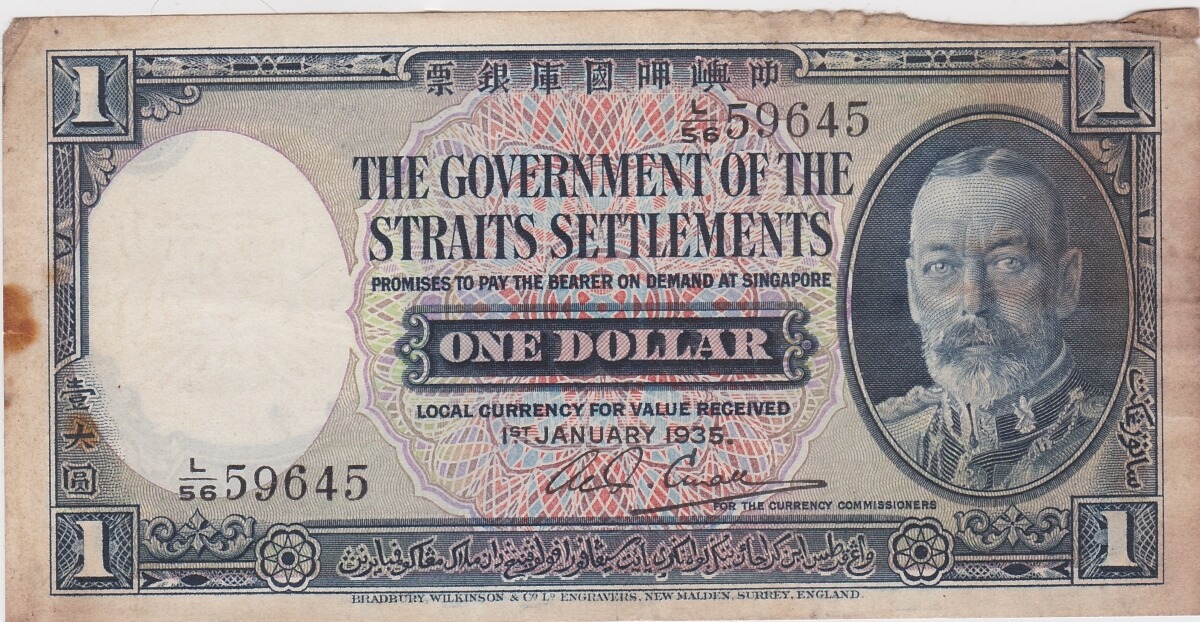 1
票銀庫國呷嶼叻
1
L/56 59645
THE GOVERNMENT OF THE
STRAITS SETTLEMENTS
PROMISES TO PAY THE BEARER ON DEMAND AT SINGAPORE
ONE DOLLAR
LOCAL CURRENCY FOR VALUE RECEIVED
1ST JANUARY 1935.
壹大圓
L/56 59645
FOR THE CURRENCY COMMISSIONERS
1
1
BRADBURY, WILKINSON & Co Ld ENGRAVERS, NEW MALDEN, SURREY, ENGLAND.